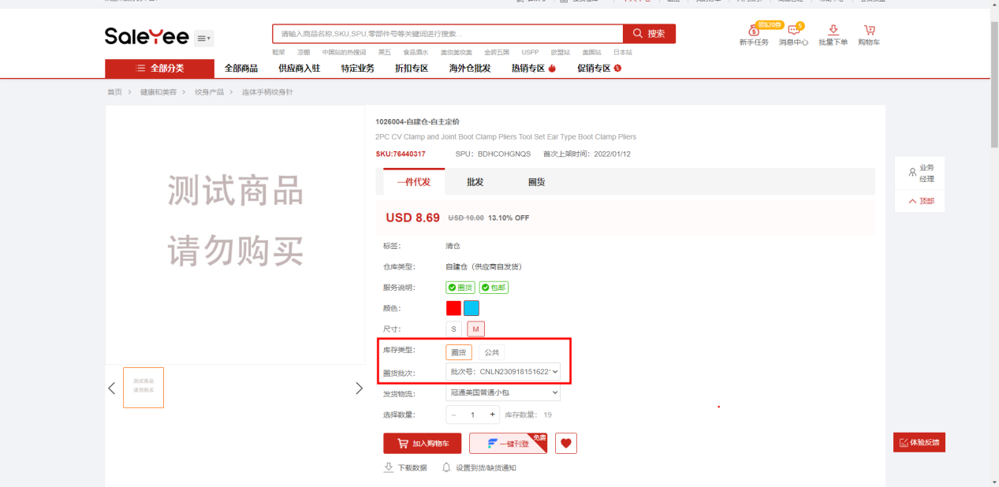 SaleYee
请输入商品名称,SKU,SPU,零部件号等关键词进行搜索...
搜索
领$20券
5
新手任务
消息中心
批量下单
购物车
鞋架 凉棚 中国站的热搜词 黑五 食品酒水 美妆美妆美 金砖五国 USPP 欧盟站 美国站 日本站
全部分类 全部商品 供应商入驻 特定业务 折扣专区 海外仓批发 热销专区 促销专区
首页 > 健康和美容 > 纹身产品 > 连体手柄纹身针
测试商品
请勿购买
测试商品
请勿购买
1026004-自建仓-自主定价
2PC CV Clamp and Joint Boot Clamp Pliers Tool Set Ear Type Boot Clamp Pliers
SKU:76440317 SPU：BDHCOHGNQS 首次上架时间：2022/01/12
一件代发 批发 圈货
USD 8.69 USD 10.00 13.10% OFF
标签： 清仓
仓库类型： 自建仓（供应商自发货）
服务说明： 圈货 包邮
颜色：
尺寸： S M
库存类型： 圈货 公共
圈货批次： 批次号：CNLN230918151622
发货物流： 冠通美国普通小包
选择数量： − 1 + 库存数量： 19
加入购物车 一键刊登 免费
下载数据 设置到货/缺货通知
业务
经理
顶部
体验反馈